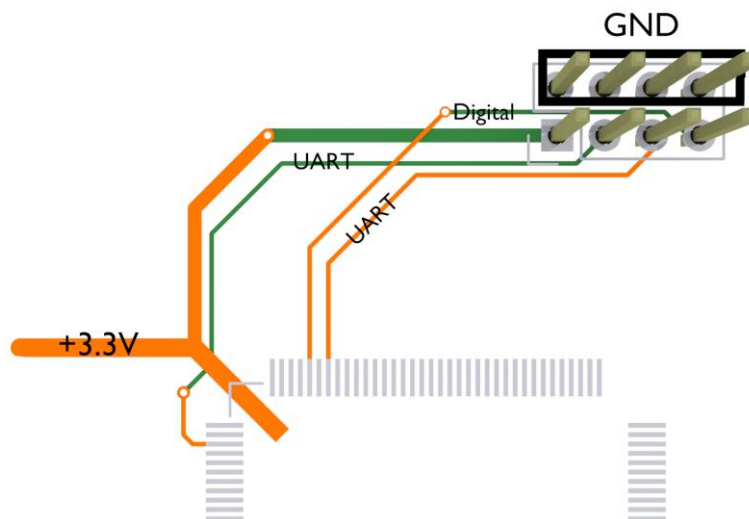 GND
Digital
UART
UART
+3.3V